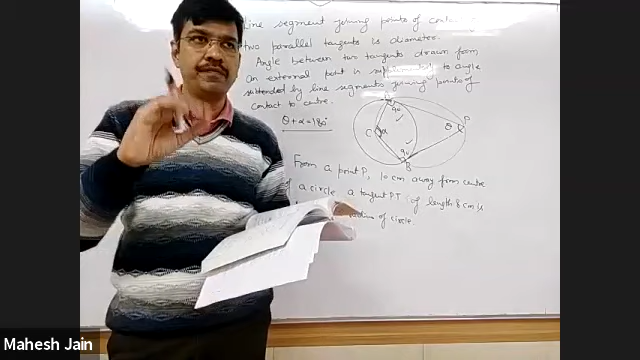 line segment joining points of contact of
two parallel tangents is diameter.
Angle between two tangents drawn from
an external point is supplementary to angle
subtended by line segments joining points of
contact to centre.
θ+α=180°
A
90
P
θ
C
α
90
B
From a point P, 10 cm away from centre
of a circle a tangent PT of length 8 cm is
radius of circle.
Mahesh Jain